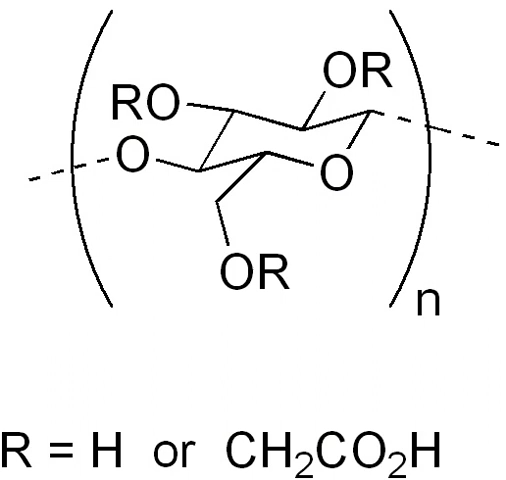 OR
RO
O
O
OR
n
R = H or CH₂CO₂H